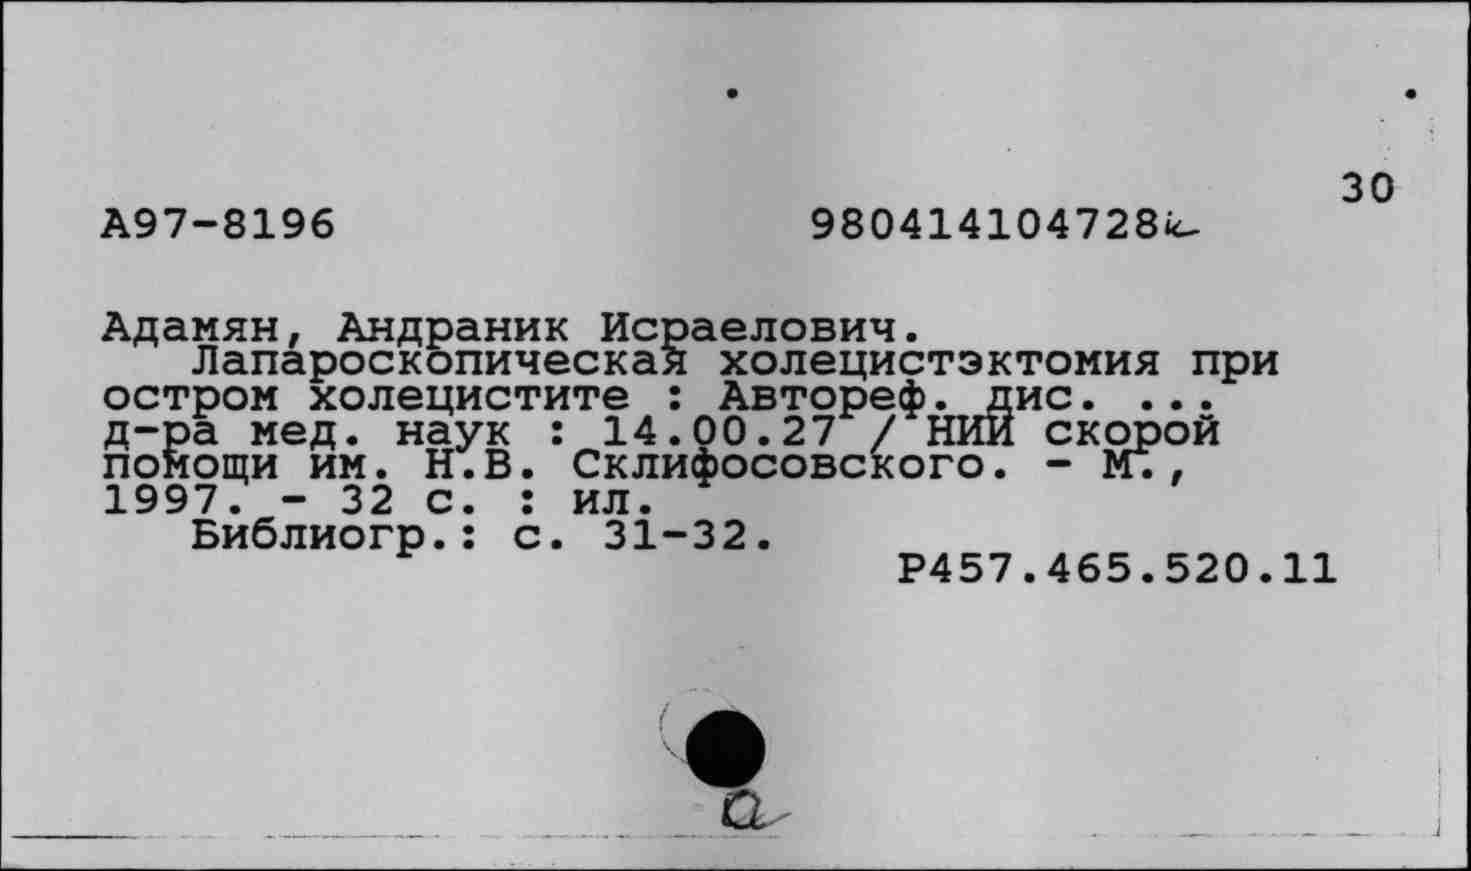 30
А97-8196 980414104728
Адамян, Андраник Исраелович.
Лапароскопическая холецистэктомия при
остром холецистите : Автореф. дис. ...
д-ра мед. наук : 14.00.27 / НИИ скорой
помощи им. Н.В. Склифосовского. - М.,
1997. - 32 с. : ил.
Библиогр.: с. 31-32.
Р457.465.520.11
a